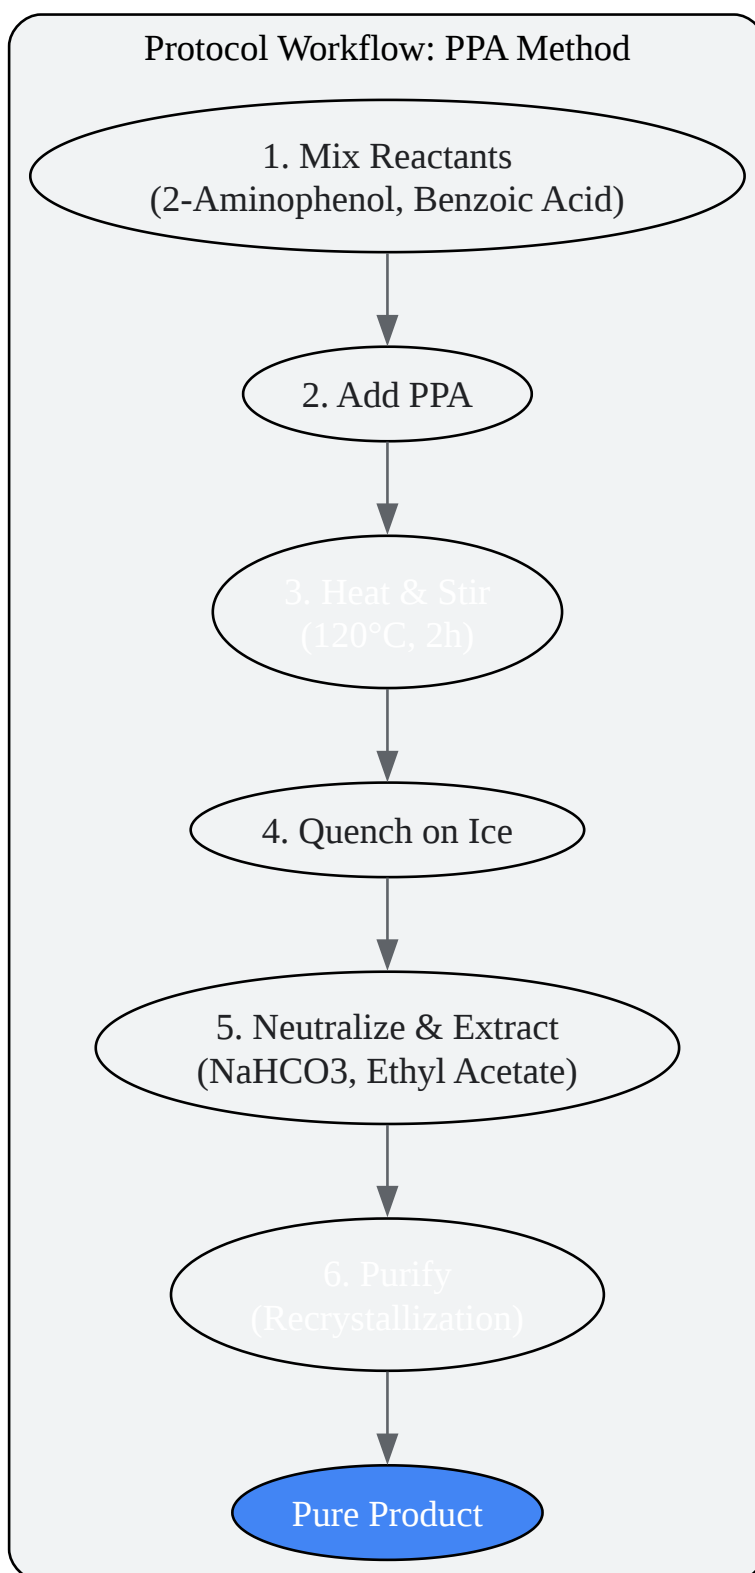 Protocol Workflow: PPA Method
1. Mix Reactants
(2-Aminophenol, Benzoic Acid)
2. Add PPA
3. Heat & Stir
(120°C, 2h)
4. Quench on Ice
5. Neutralize & Extract
(NaHCO3, Ethyl Acetate)
6. Purify
(Recrystallization)
Pure Product